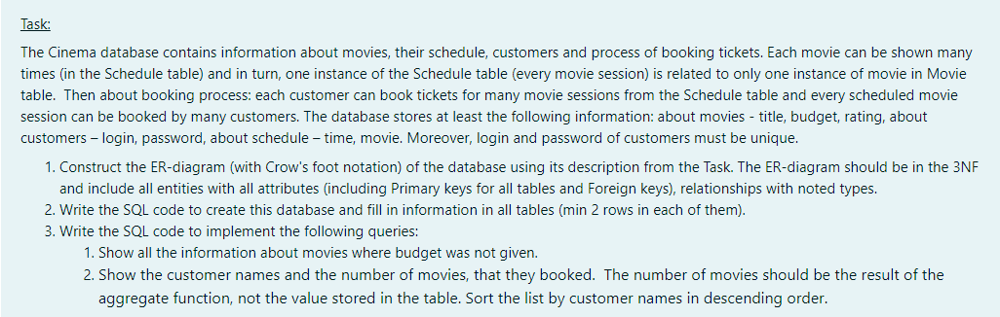 Task:
The Cinema database contains information about movies, their schedule, customers and process of booking tickets. Each movie can be shown many
times (in the Schedule table) and in turn, one instance of the Schedule table (every movie session) is related to only one instance of movie in Movie
table.  Then about booking process: each customer can book tickets for many movie sessions from the Schedule table and every scheduled movie
session can be booked by many customers. The database stores at least the following information: about movies - title, budget, rating, about
customers – login, password, about schedule – time, movie. Moreover, login and password of customers must be unique.
1. Construct the ER-diagram (with Crow's foot notation) of the database using its description from the Task. The ER-diagram should be in the 3NF
and include all entities with all attributes (including Primary keys for all tables and Foreign keys), relationships with noted types.
2. Write the SQL code to create this database and fill in information in all tables (min 2 rows in each of them).
3. Write the SQL code to implement the following queries:
1. Show all the information about movies where budget was not given.
2. Show the customer names and the number of movies, that they booked.  The number of movies should be the result of the
aggregate function, not the value stored in the table. Sort the list by customer names in descending order.